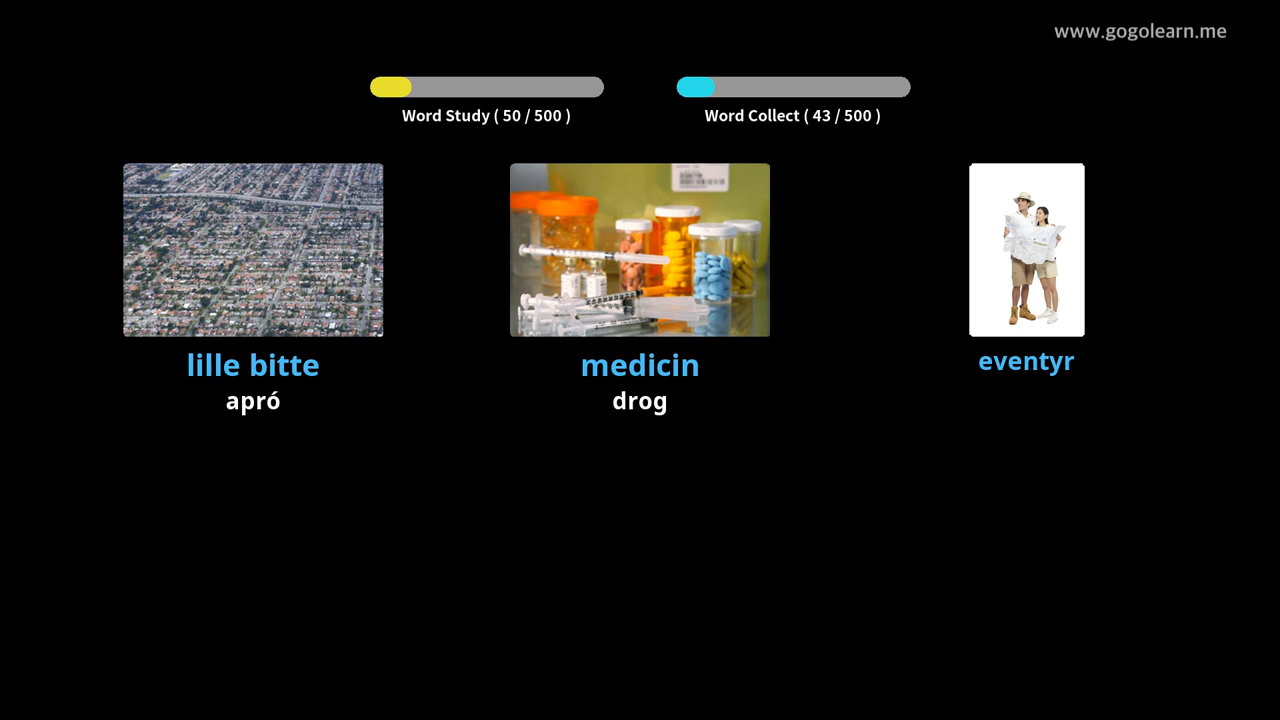 www.gogolearn.me
Word Study ( 50 / 500 )
Word Collect ( 43 / 500 )
lille bitte
apró
medicin
drog
eventyr